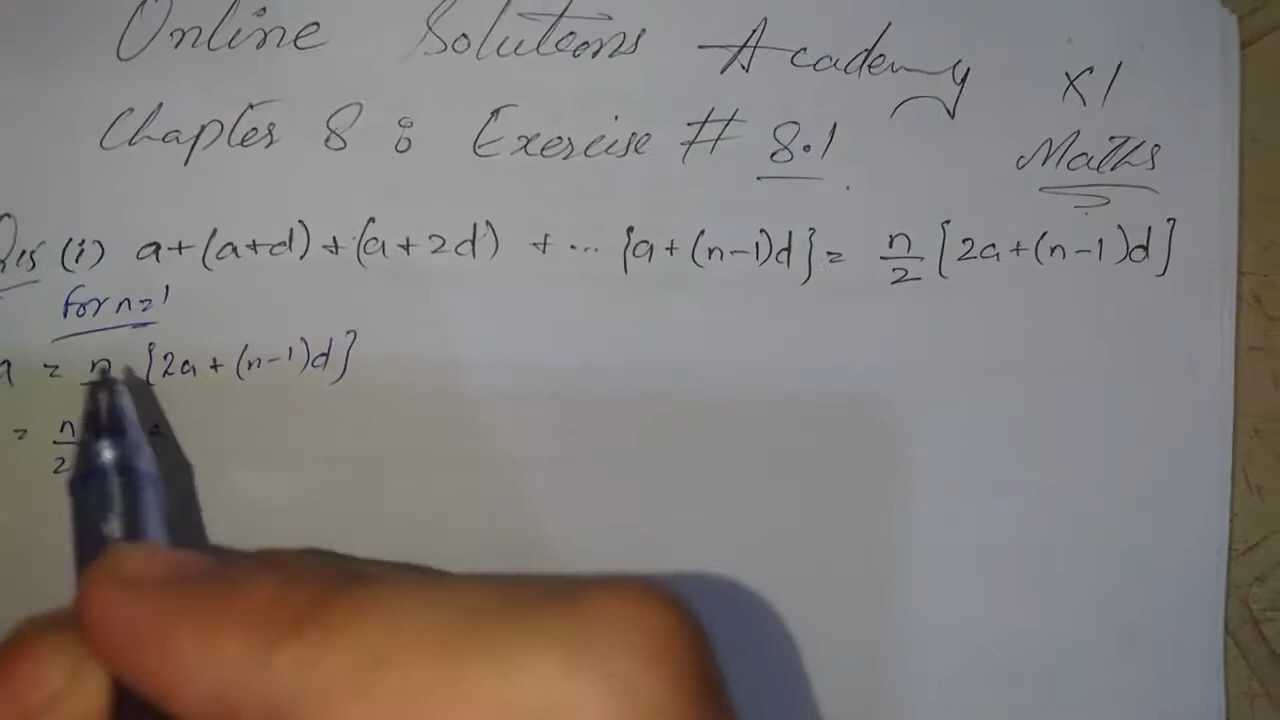 Online Solutions Academy XI
Chapter 8 : Exercise # 8.1 Maths
(i) a+(a+d)+(a+2d) + ... {a+(n-1)d} = n/2 [2a+(n-1)d]
for n=1
a = n [2a+(n-1)d]
= n/2